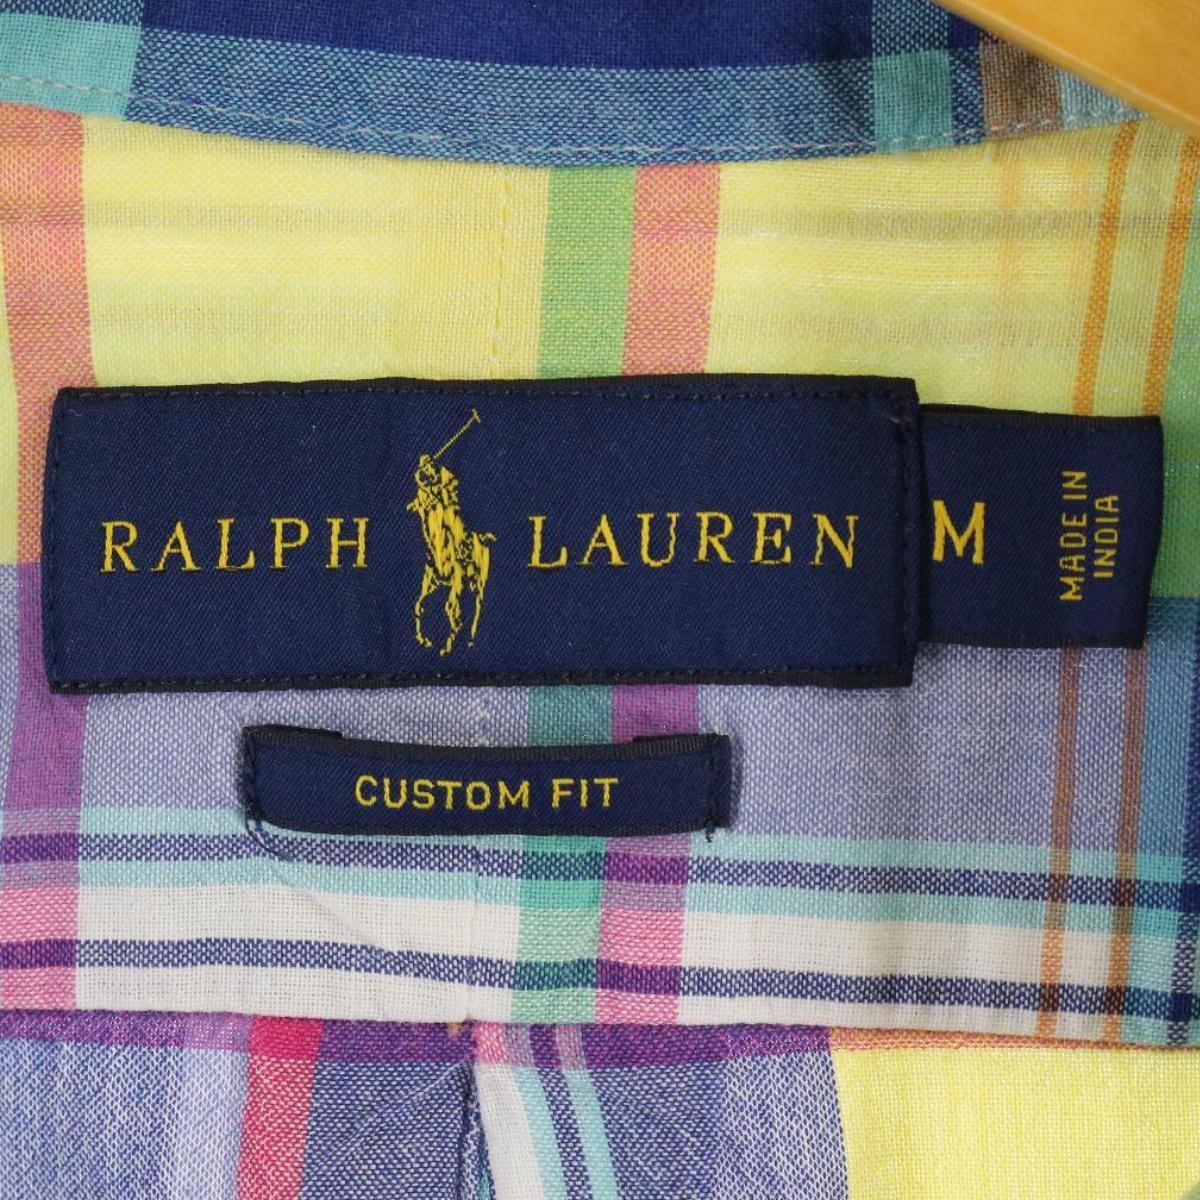 RALPH LAUREN
M
MADE IN
INDIA
CUSTOM FIT